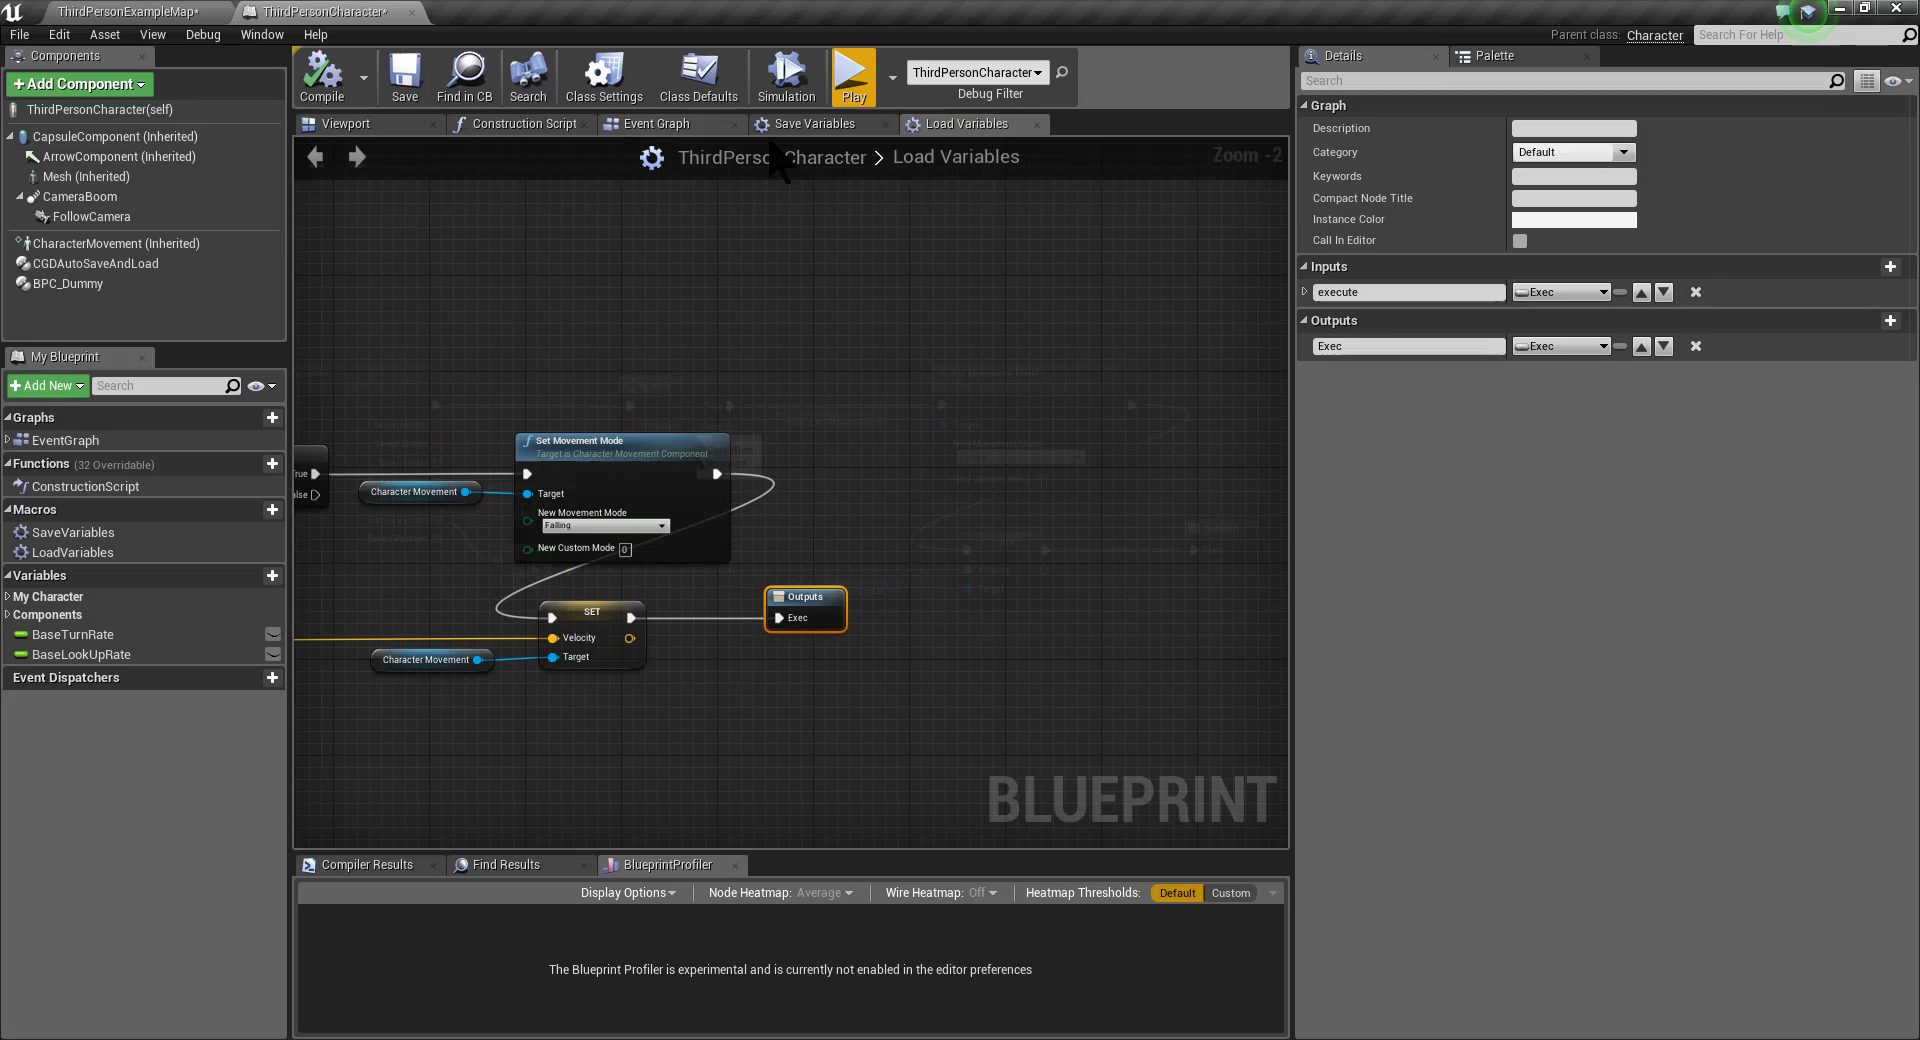 ThirdPersonExampleMap*
ThirdPersonCharacter*
File
Edit
Asset
View
Debug
Window
Help
Parent class:
Character
Search For Help
Components
Add Component
ThirdPersonCharacter(self)
CapsuleComponent (Inherited)
ArrowComponent (Inherited)
Mesh (Inherited)
CameraBoom
FollowCamera
CharacterMovement (Inherited)
CGDAutoSaveAndLoad
BPC_Dummy
My Blueprint
Add New
Search
Graphs
EventGraph
Functions (32 Overridable)
ConstructionScript
Macros
SaveVariables
LoadVariables
Variables
My Character
Components
BaseTurnRate
BaseLookUpRate
Event Dispatchers
Compile
Save
Find in CB
Search
Class Settings
Class Defaults
Simulation
Play
ThirdPersonCharacter
Debug Filter
Viewport
Construction Script
Event Graph
Save Variables
Load Variables
Load Variables
Zoom -2
Set Movement Mode
Target is Character Movement Component
Character Movement
Target
New Movement Mode
Falling
New Custom Mode
0
SET
Velocity
Character Movement
Target
Outputs
Exec
BLUEPRINT
Compiler Results
Find Results
BlueprintProfiler
Display Options
Node Heatmap: Average
Wire Heatmap: Off
Heatmap Thresholds:
Default
Custom
The Blueprint Profiler is experimental and is currently not enabled in the editor preferences
Details
Palette
Search
Graph
Description
Category
Default
Keywords
Compact Node Title
Instance Color
Call In Editor
Inputs
execute
Exec
Outputs
Exec
Exec